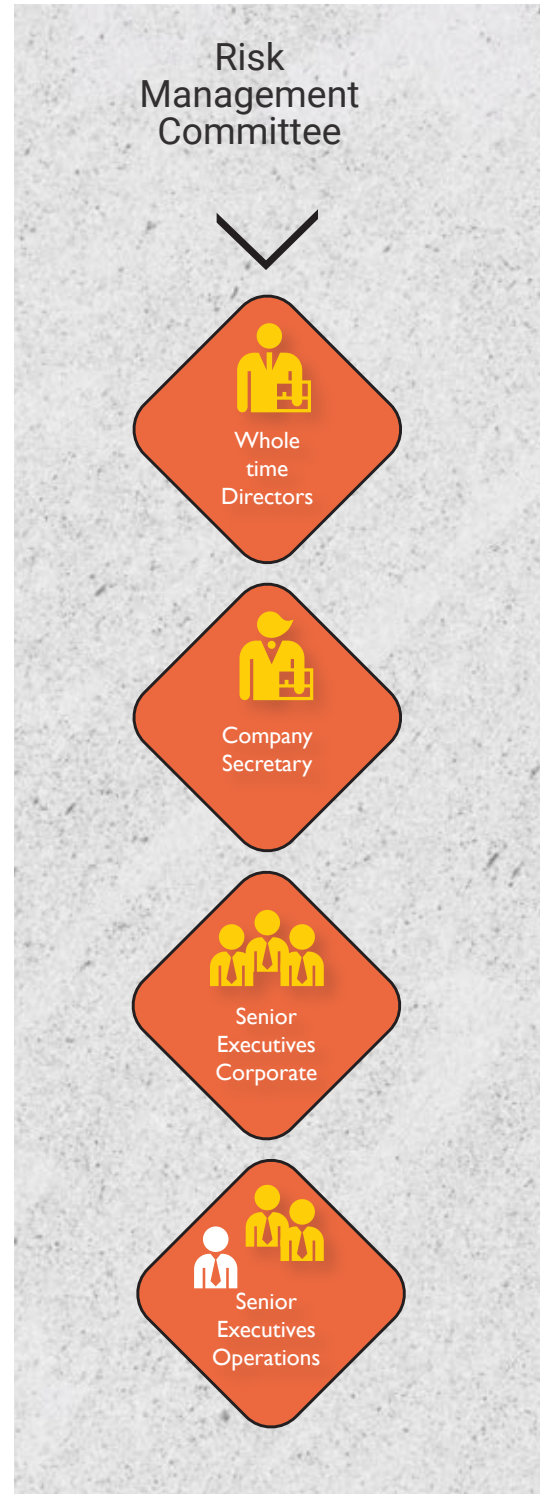 Risk
Management
Committee
Whole
time
Directors
Company
Secretary
Senior
Executives
Corporate
Senior
Executives
Operations